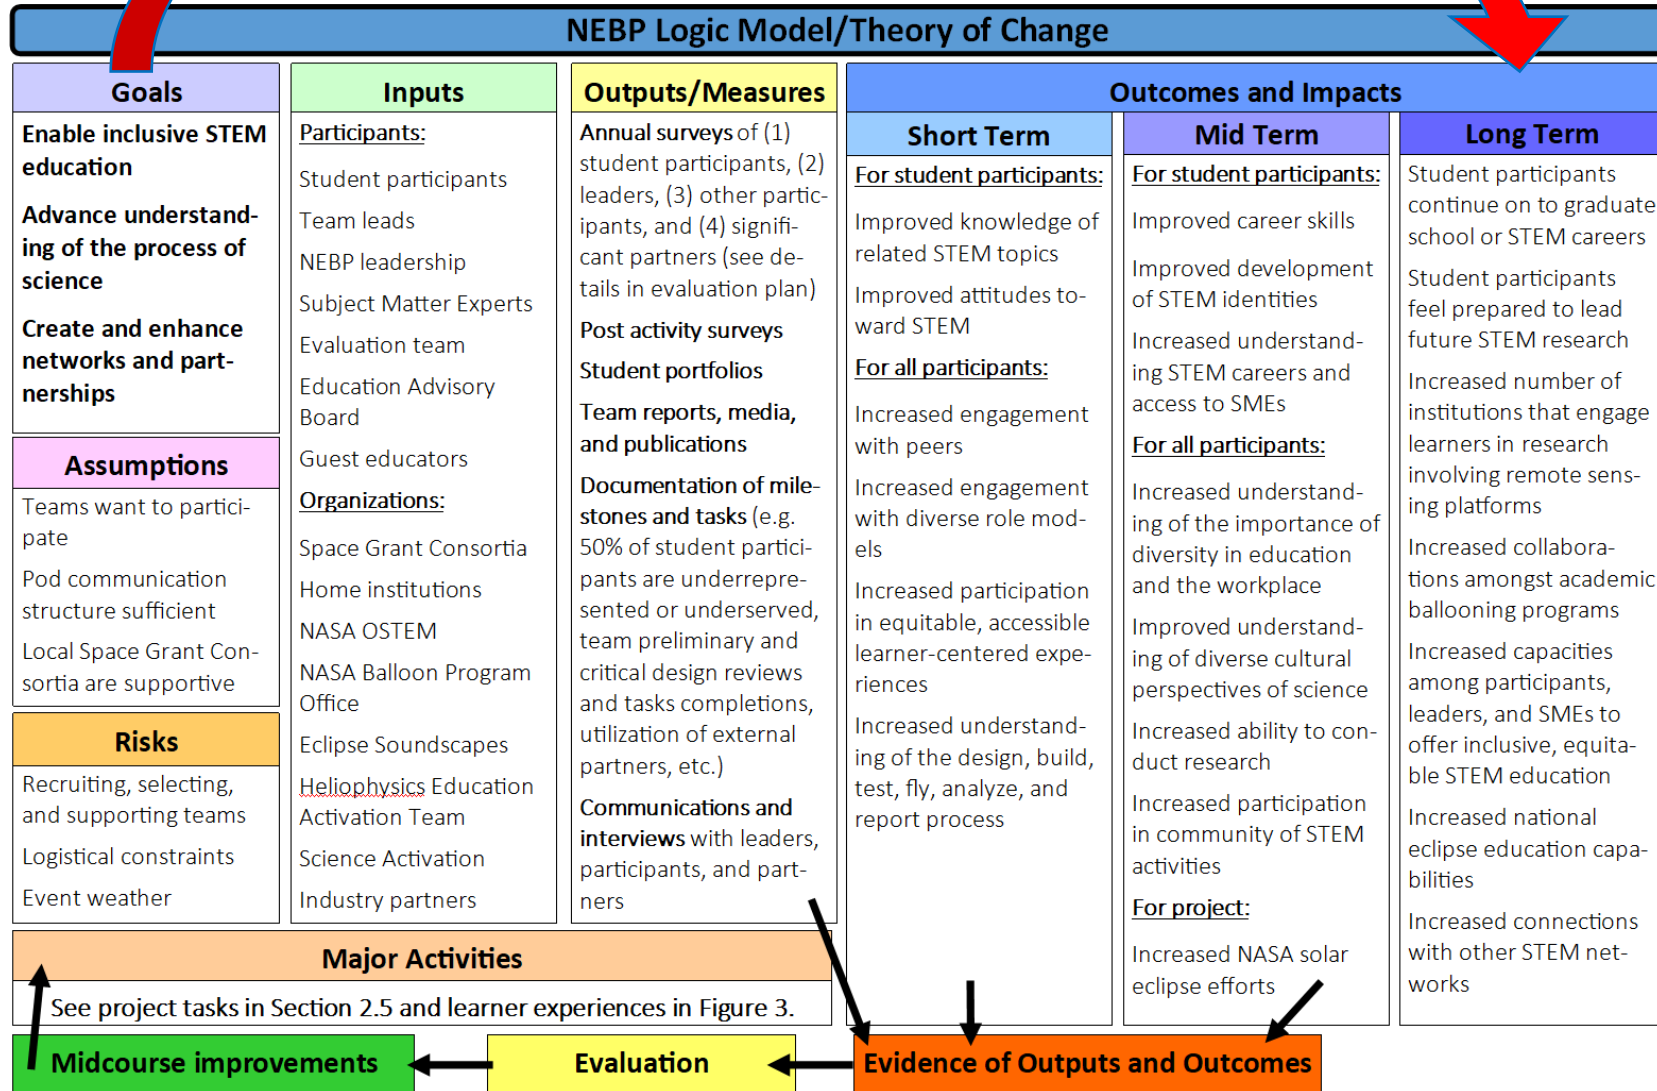 NEBP Logic Model/Theory of Change
Goals
Enable inclusive STEM
education
Advance understand-
ing of the process of
science
Create and enhance
networks and part-
nerships
Assumptions
Teams want to partici-
pate
Pod communication
structure sufficient
Local Space Grant Con-
sortia are supportive
Risks
Recruiting, selecting,
and supporting teams
Logistical constraints
Event weather
Inputs
Participants:
Student participants
Team leads
NEBP leadership
Subject Matter Experts
Evaluation team
Education Advisory
Board
Guest educators
Organizations:
Space Grant Consortia
Home institutions
NASA OSTEM
NASA Balloon Program
Office
Eclipse Soundscapes
Heliophysics Education
Activation Team
Science Activation
Industry partners
Outputs/Measures
Annual surveys of (1)
student participants, (2)
leaders, (3) other partic-
ipants, and (4) signifi-
cant partners (see de-
tails in evaluation plan)
Post activity surveys
Student portfolios
Team reports, media,
and publications
Documentation of mile-
stones and tasks (e.g.
50% of student partici-
pants are underrepre-
sented or underserved,
team preliminary and
critical design reviews
and tasks completions,
utilization of external
partners, etc.)
Communications and
interviews with leaders,
participants, and part-
ners
Outcomes and Impacts
Short Term
For student participants:
Improved knowledge of
related STEM topics
Improved attitudes to-
ward STEM
For all participants:
Increased engagement
with peers
Increased engagement
with diverse role mod-
els
Increased participation
in equitable, accessible
learner-centered expe-
riences
Increased understand-
ing of the design, build,
test, fly, analyze, and
report process
Mid Term
For student participants:
Improved career skills
Improved development
of STEM identities
Increased understand-
ing STEM careers and
access to SMEs
For all participants:
Increased understand-
ing of the importance of
diversity in education
and the workplace
Improved understand-
ing of diverse cultural
perspectives of science
Increased ability to con-
duct research
Increased participation
in community of STEM
activities
For project:
Increased NASA solar
eclipse efforts
Long Term
Student participants
continue on to graduate
school or STEM careers
Student participants
feel prepared to lead
future STEM research
Increased number of
institutions that engage
learners in research
involving remote sens-
ing platforms
Increased collabora-
tions amongst academic
ballooning programs
Increased capacities
among participants,
leaders, and SMEs to
offer inclusive, equita-
ble STEM education
Increased national
eclipse education capa-
bilities
Increased connections
with other STEM net-
works
Major Activities
See project tasks in Section 2.5 and learner experiences in Figure 3.
Midcourse improvements
Evaluation
Evidence of Outputs and Outcomes